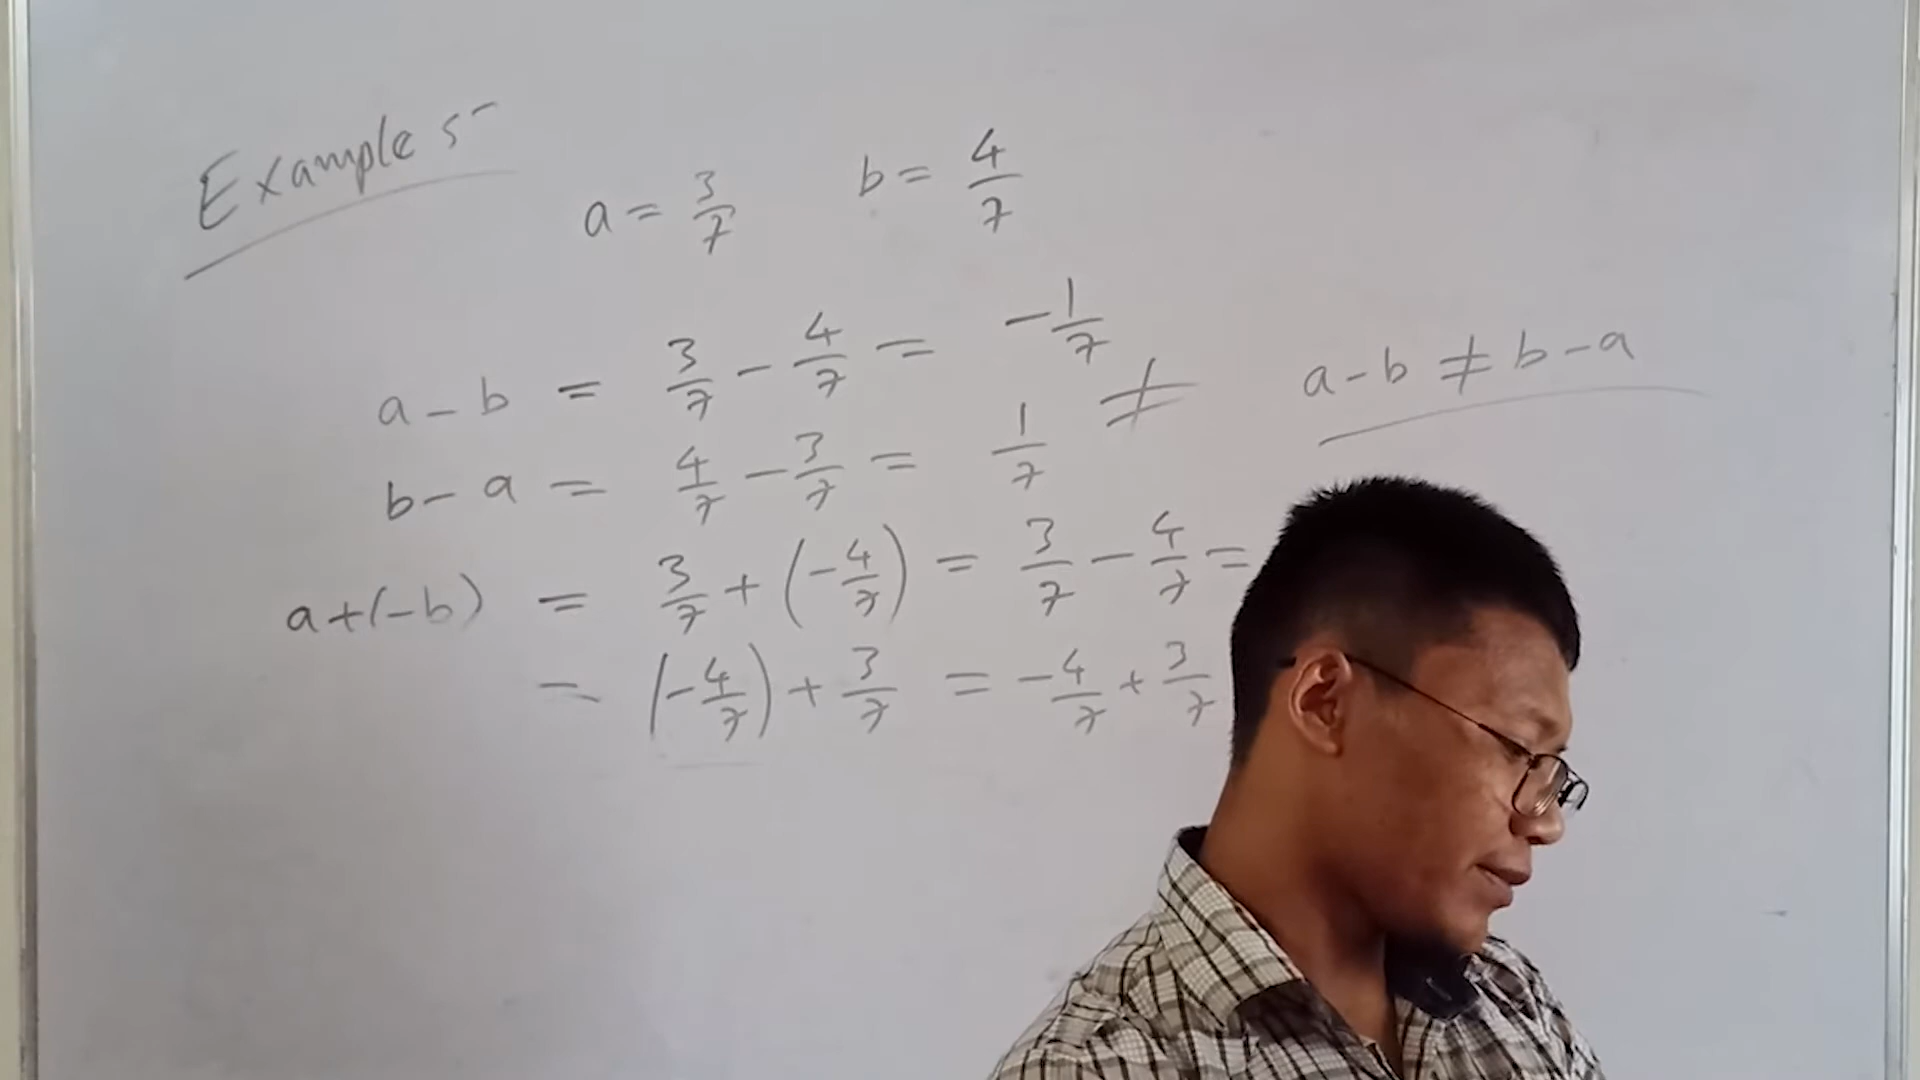 Example 5
a = 3/7 b = 4/7
a - b = 3/7 - 4/7 = -1/7
≠ a - b ≠ b - a
b - a = 4/7 - 3/7 = 1/7
a + (-b) = 3/7 + (-4/7) = 3/7 - 4/7 =
= (-4/7) + 3/7 = -4/7 + 3/7